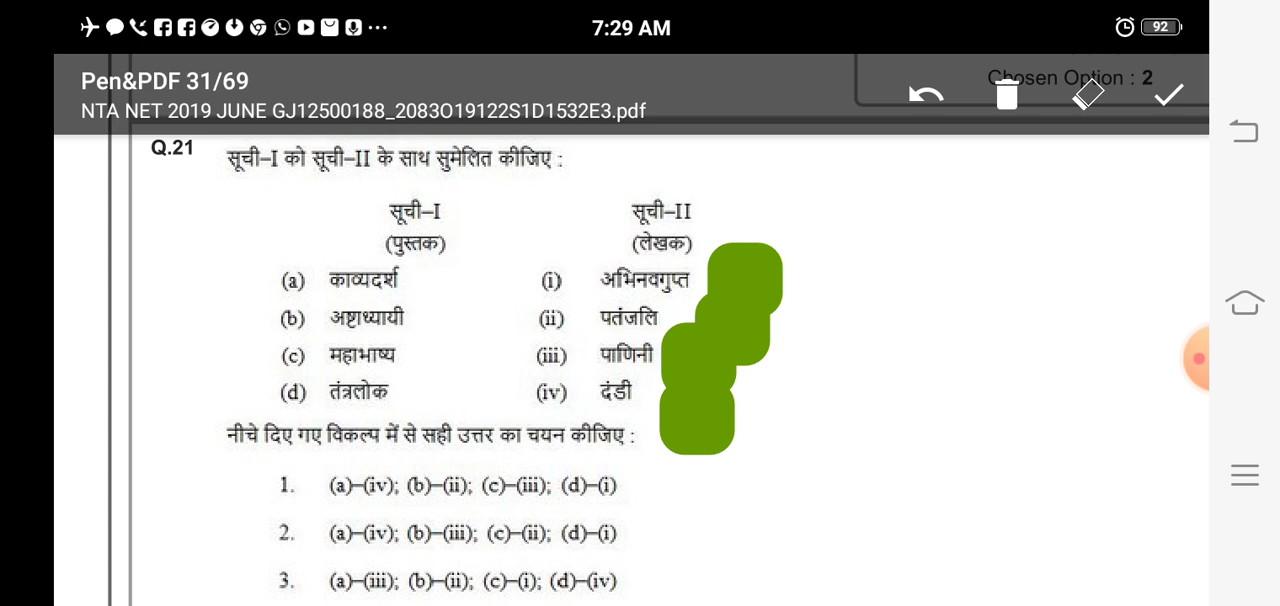 7:29 AM
92
Pen&PDF 31/69
Chosen Option : 2
NTA NET 2019 JUNE GJ12500188_2083O19122S1D1532E3.pdf
Q.21 सूची–I को सूची–II के साथ सुमेलित कीजिए :
सूची–I सूची–II
(पुस्तक) (लेखक)
(a) काव्यदर्श (i) अभिनवगुप्त
(b) अष्टाध्यायी (ii) पतंजलि
(c) महाभाष्य (iii) पाणिनी
(d) तंत्रलोक (iv) दंडी
नीचे दिए गए विकल्प में से सही उत्तर का चयन कीजिए :
1. (a)–(iv); (b)–(ii); (c)–(iii); (d)–(i)
2. (a)–(iv); (b)–(iii); (c)–(ii); (d)–(i)
3. (a)–(iii); (b)–(ii); (c)–(i); (d)–(iv)